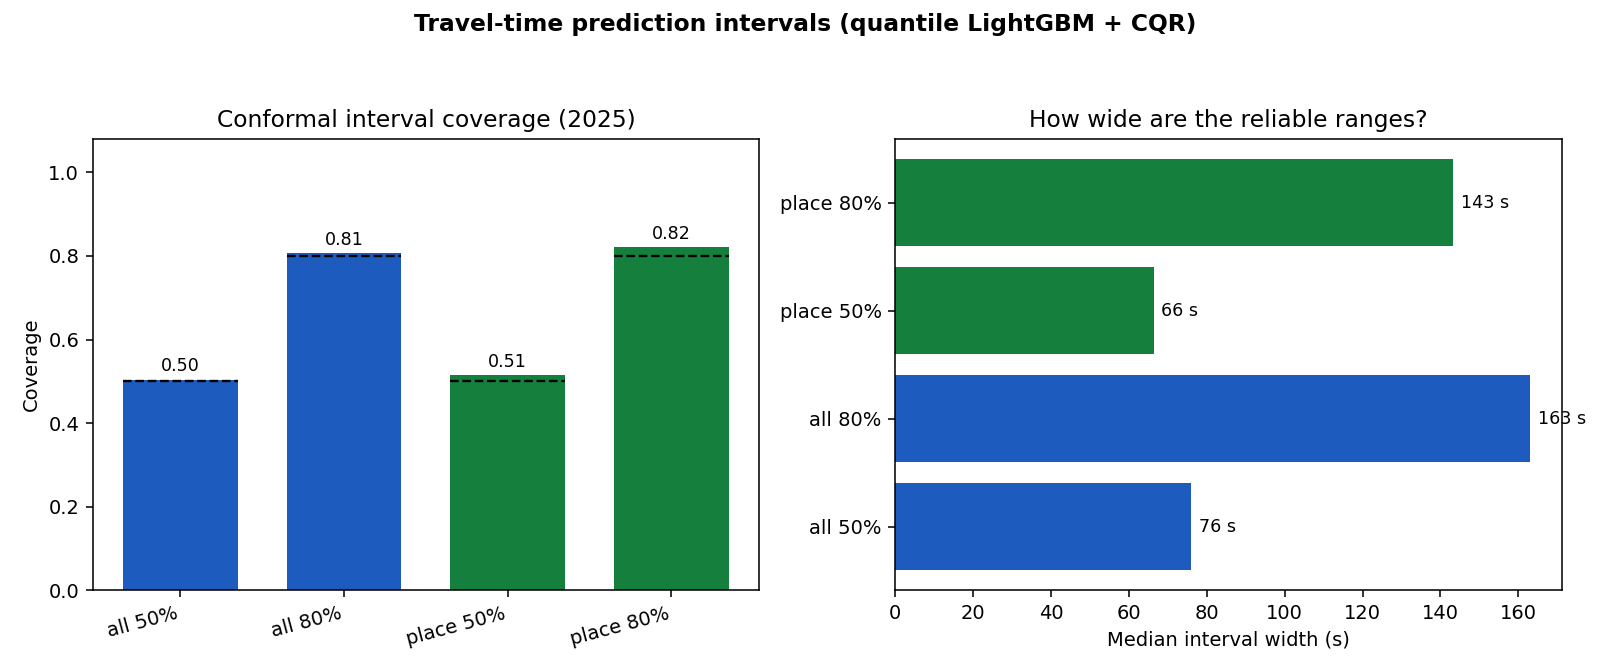 Travel-time prediction intervals (quantile LightGBM + CQR)
Conformal interval coverage (2025)
Coverage
1.0
0.8
0.6
0.4
0.2
0.0
0.50
0.81
0.51
0.82
all 50%
all 80%
place 50%
place 80%
How wide are the reliable ranges?
place 80%
143 s
place 50%
66 s
all 80%
163 s
all 50%
76 s
0 20 40 60 80 100 120 140 160
Median interval width (s)